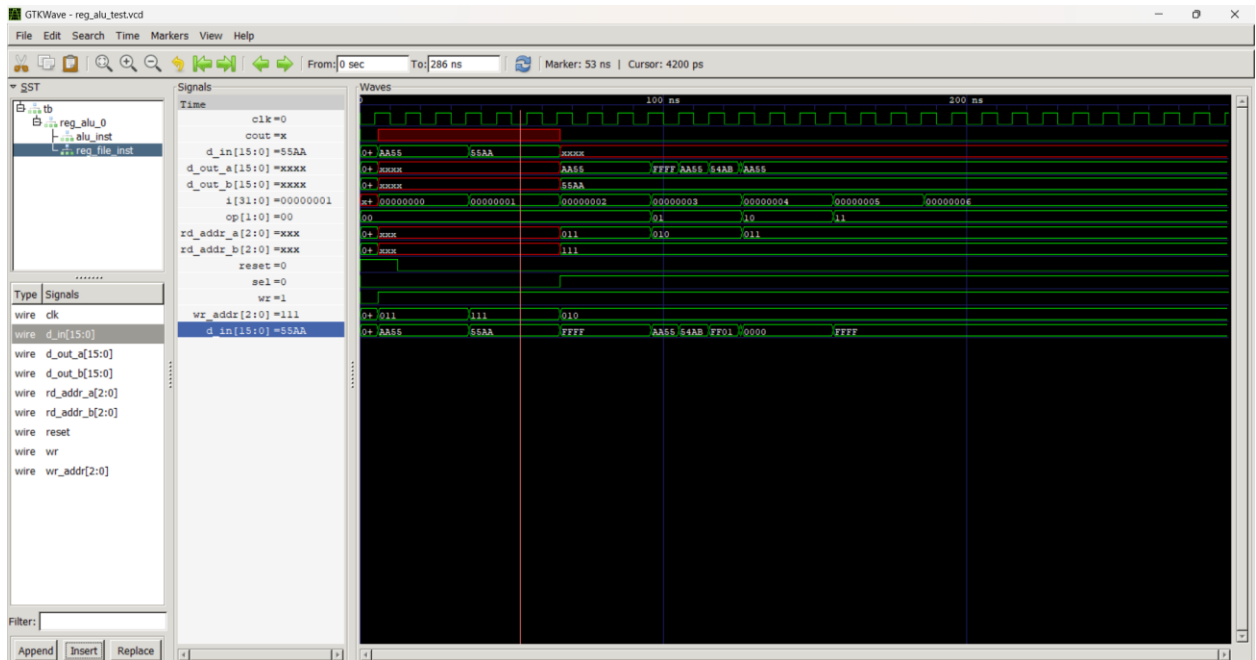 GTKWave - reg_alu_test.vcd
File Edit Search Time Markers View Help
From: 0 sec To: 286 ns Marker: 53 ns | Cursor: 4200 ps
SST
tb
reg_alu_0
alu_inst
reg_file_inst
Type Signals
wire clk
wire d_in[15:0]
wire d_out_a[15:0]
wire d_out_b[15:0]
wire rd_addr_a[2:0]
wire rd_addr_b[2:0]
wire reset
wire wr
wire wr_addr[2:0]
Filter:
Append Insert Replace
Signals
Time
clk =0
cout =x
d_in[15:0] =55AA
d_out_a[15:0] =xxxx
d_out_b[15:0] =xxxx
i[31:0] =00000001
op[1:0] =00
rd_addr_a[2:0] =xxx
rd_addr_b[2:0] =xxx
reset =0
sel =0
wr =1
wr_addr[2:0] =111
d_in[15:0] =55AA
Waves
100 ns 200 ns
0+ AA55 55AA xxxx
0+ xxxx AA55 FFFF AA55 54AB AA55
0+ xxxx 55AA
x+ 00000000 00000001 00000002 00000003 00000004 00000005 00000006
00 01 10 11
0+ xxx 011 010 011
0+ xxx 111
0+ 011 111 010
0+ AA55 55AA FFFF AA55 54AB FF01 0000 FFFF